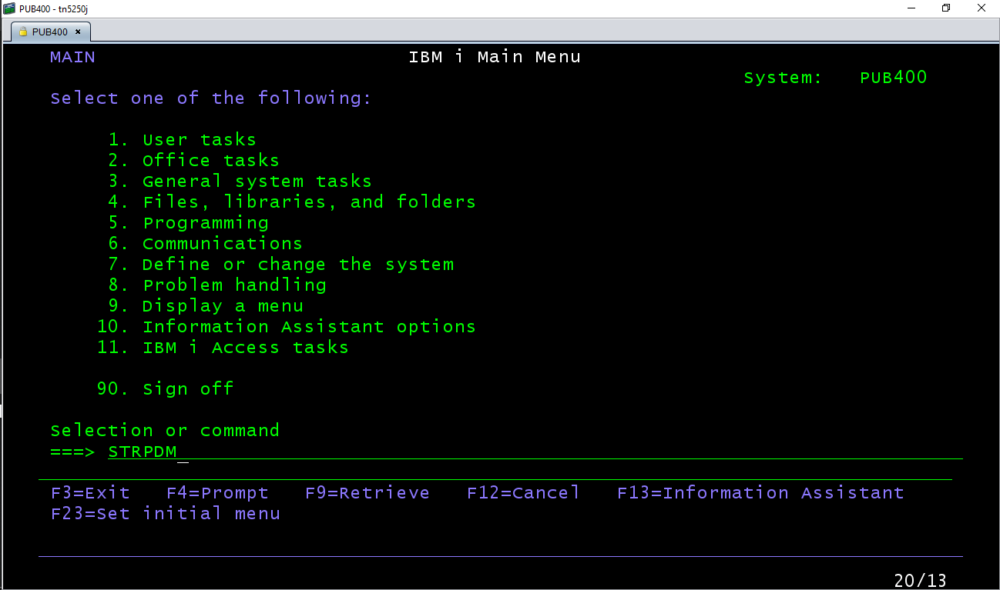 PUB400 - tn5250j
PUB400
MAIN IBM i Main Menu
System: PUB400
Select one of the following:
1. User tasks
2. Office tasks
3. General system tasks
4. Files, libraries, and folders
5. Programming
6. Communications
7. Define or change the system
8. Problem handling
9. Display a menu
10. Information Assistant options
11. IBM i Access tasks
90. Sign off
Selection or command
===> STRPDM_
F3=Exit F4=Prompt F9=Retrieve F12=Cancel F13=Information Assistant
F23=Set initial menu
20/13